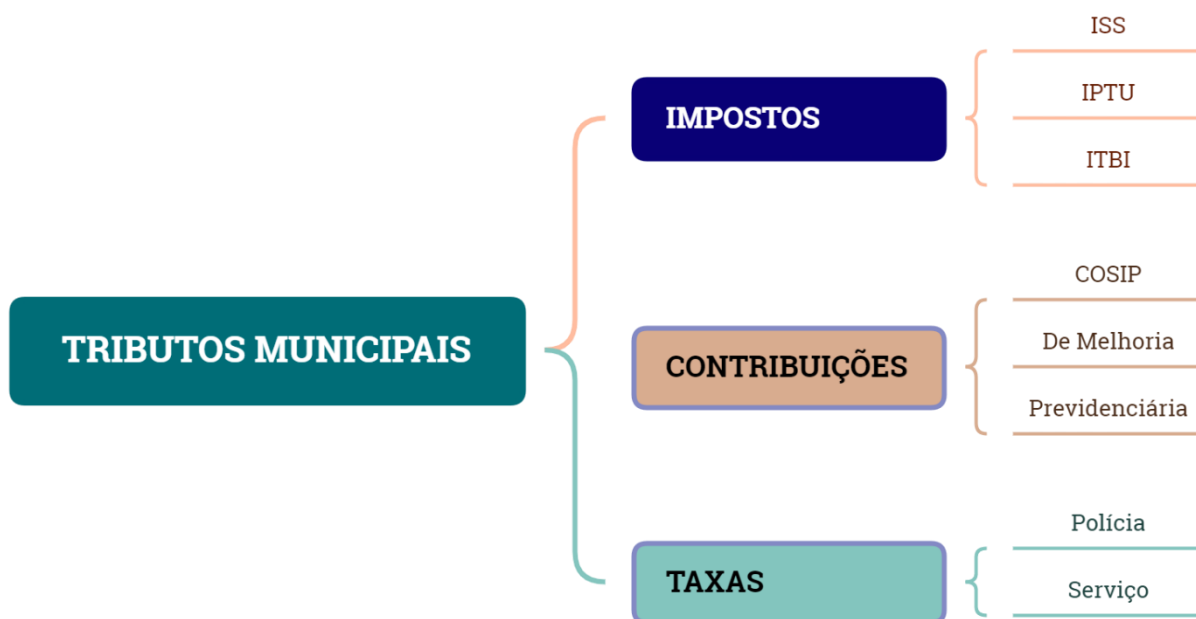 TRIBUTOS MUNICIPAIS
IMPOSTOS
ISS
IPTU
ITBI
CONTRIBUIÇÕES
COSIP
De Melhoria
Previdenciária
TAXAS
Polícia
Serviço